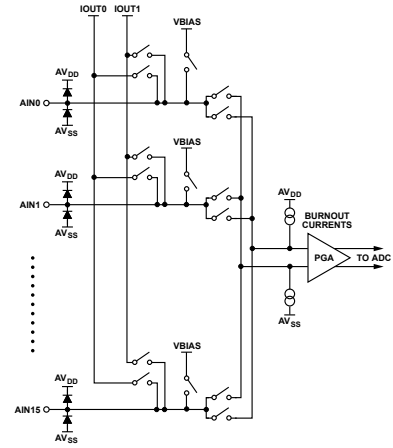 IOUT0 IOUT1
VBIAS
AVDD
AIN0
AVSS
VBIAS
AVDD
AIN1
AVSS
AVDD
BURNOUT
CURRENTS
PGA
TO ADC
AVSS
VBIAS
AVDD
AIN15
AVSS